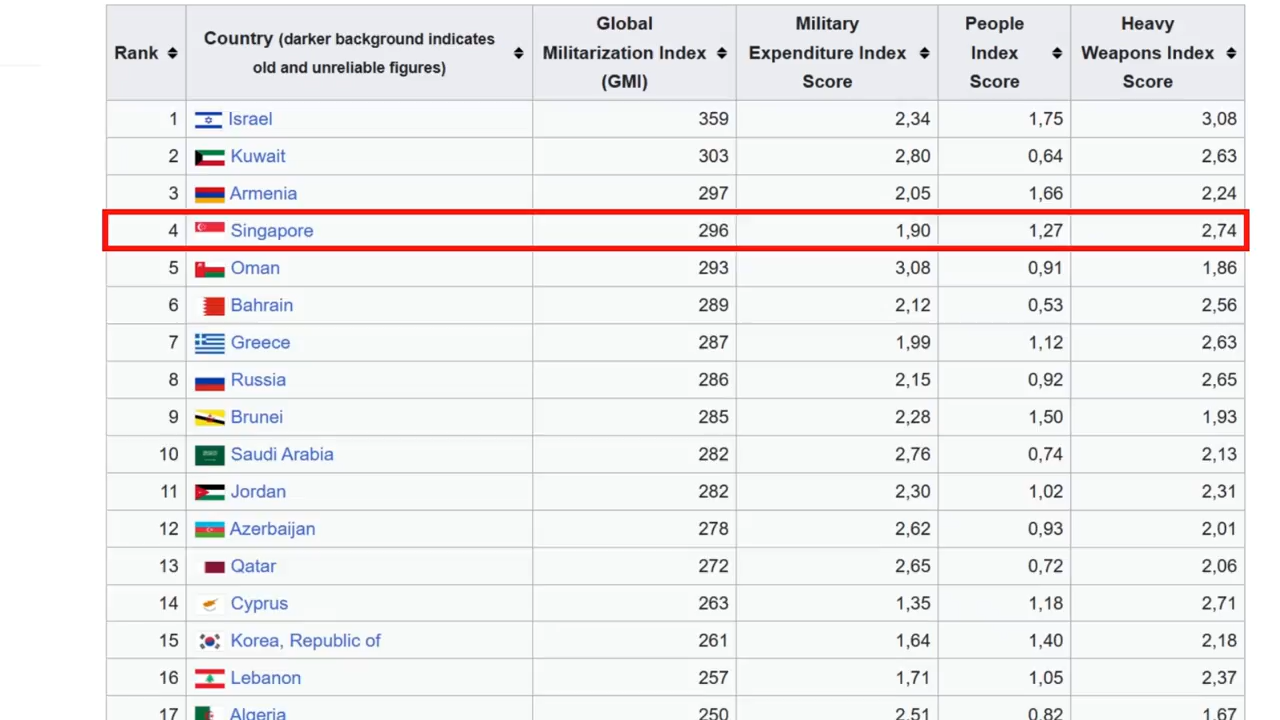 Rank Country (darker background indicates old and unreliable figures) Global Militarization Index (GMI) Military Expenditure Index Score People Index Score Heavy Weapons Index Score
1 Israel 359 2,34 1,75 3,08
2 Kuwait 303 2,80 0,64 2,63
3 Armenia 297 2,05 1,66 2,24
4 Singapore 296 1,90 1,27 2,74
5 Oman 293 3,08 0,91 1,86
6 Bahrain 289 2,12 0,53 2,56
7 Greece 287 1,99 1,12 2,63
8 Russia 286 2,15 0,92 2,65
9 Brunei 285 2,28 1,50 1,93
10 Saudi Arabia 282 2,76 0,74 2,13
11 Jordan 282 2,30 1,02 2,31
12 Azerbaijan 278 2,62 0,93 2,01
13 Qatar 272 2,65 0,72 2,06
14 Cyprus 263 1,35 1,18 2,71
15 Korea, Republic of 261 1,64 1,40 2,18
16 Lebanon 257 1,71 1,05 2,37
17 Algeria 250 2,51 0,82 1,67